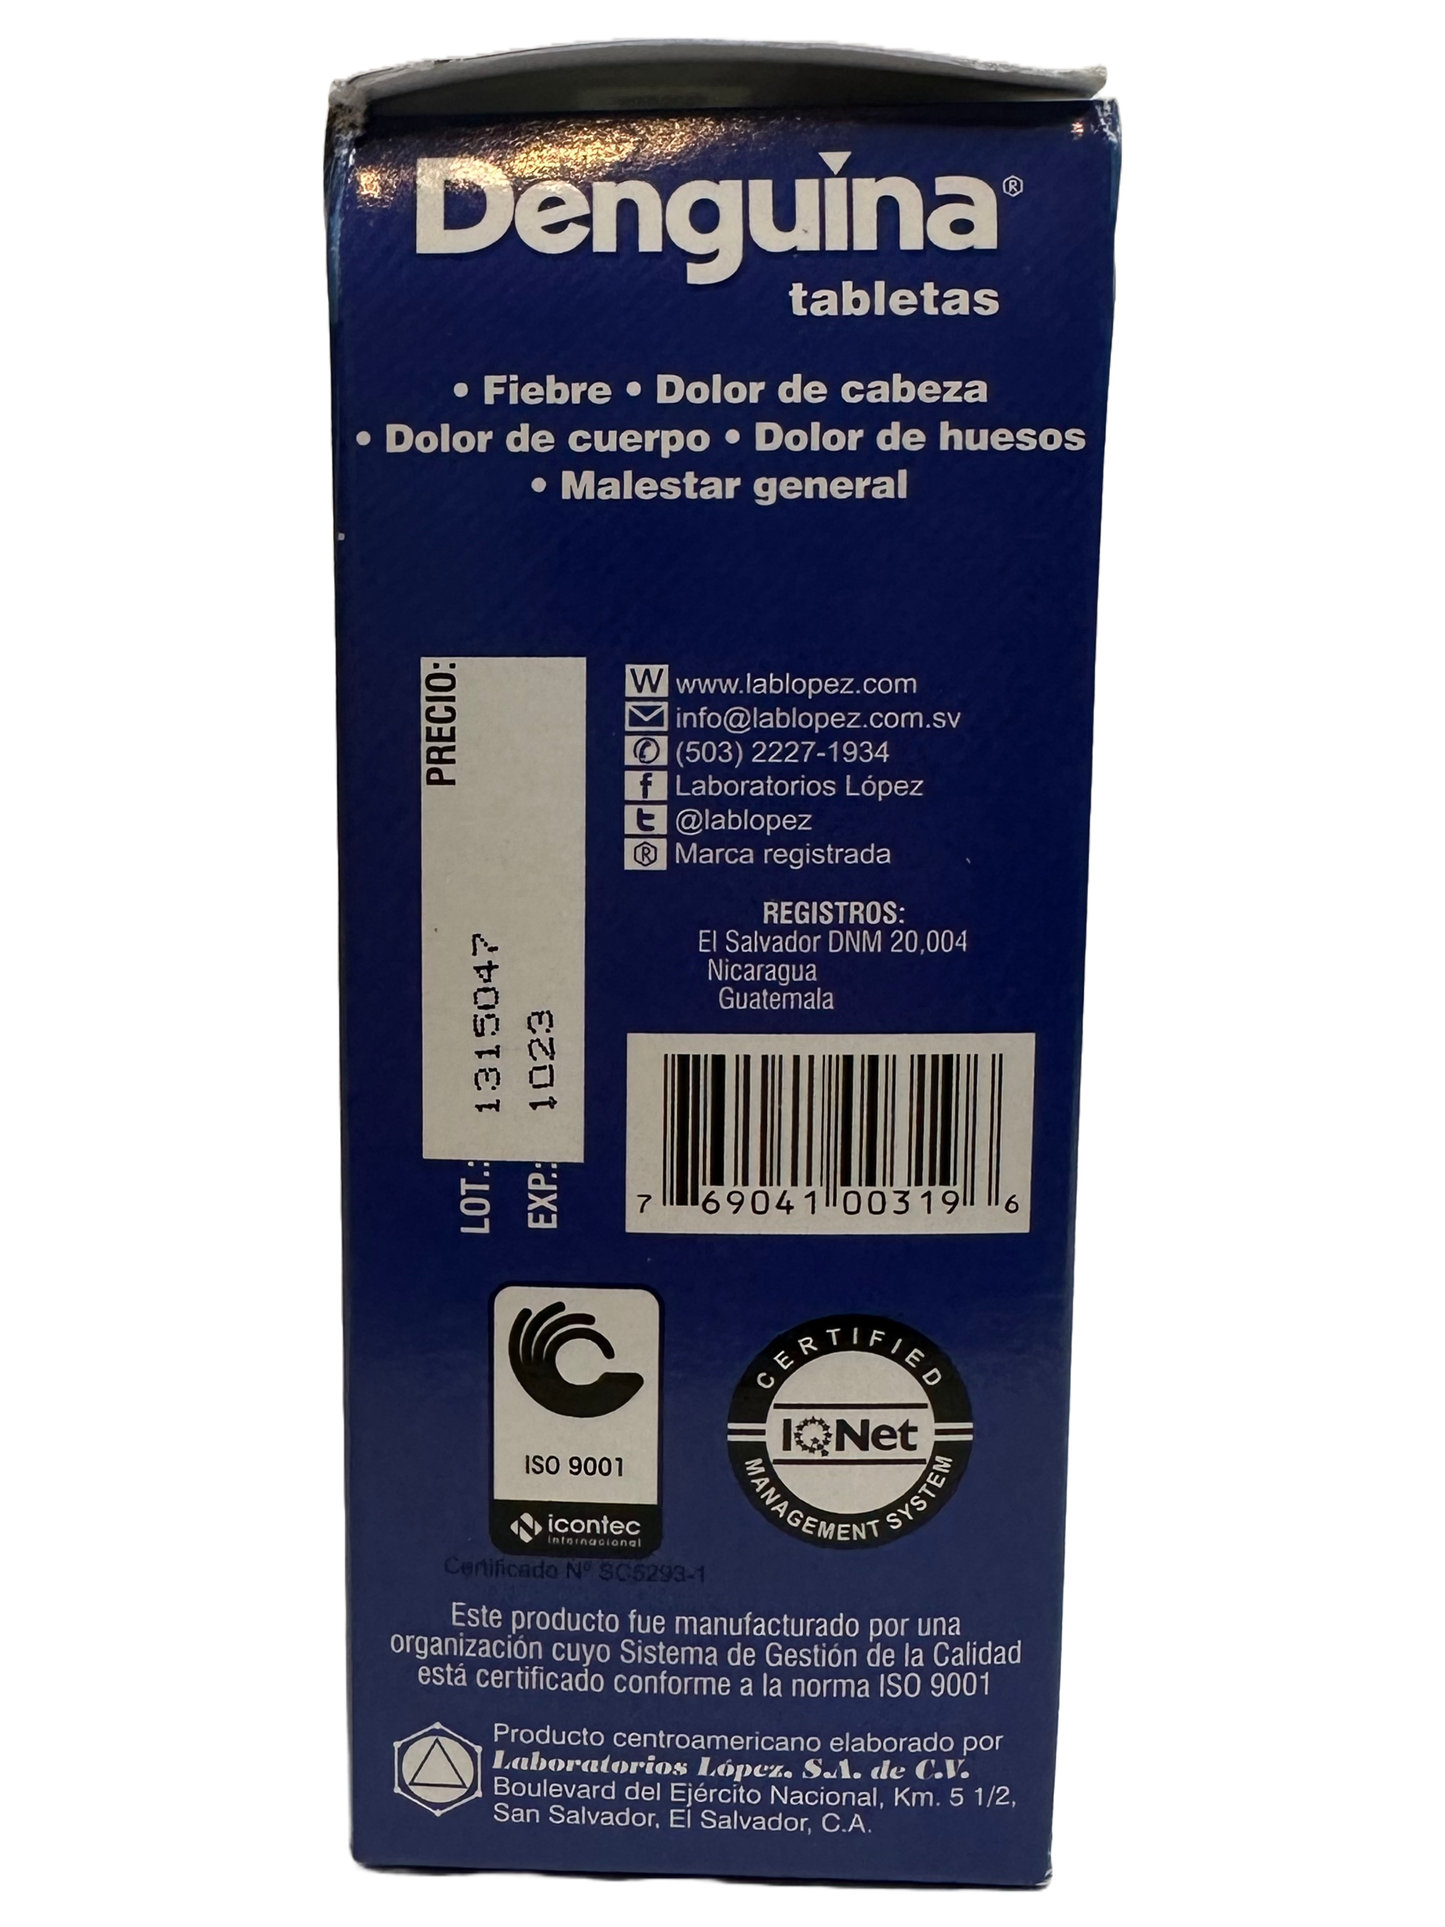 Denguina®
tabletas
• Fiebre • Dolor de cabeza
• Dolor de cuerpo • Dolor de huesos
• Malestar general
PRECIO:
LOT.: 1315047
EXP.: 1023
W www.lablopez.com
info@lablopez.com.sv
(503) 2227-1934
f Laboratorios López
t @lablopez
® Marca registrada
REGISTROS:
El Salvador DNM 20,004
Nicaragua
Guatemala
7 69041 00319 6
ISO 9001
icontec
internacional
Certificado Nº SC5293-1
CERTIFIED
IQNet
MANAGEMENT SYSTEM
Este producto fue manufacturado por una
organización cuyo Sistema de Gestión de la Calidad
está certificado conforme a la norma ISO 9001
Producto centroamericano elaborado por
Laboratorios López. S.A. de C.V.
Boulevard del Ejército Nacional, Km. 5 1/2,
San Salvador, El Salvador, C.A.